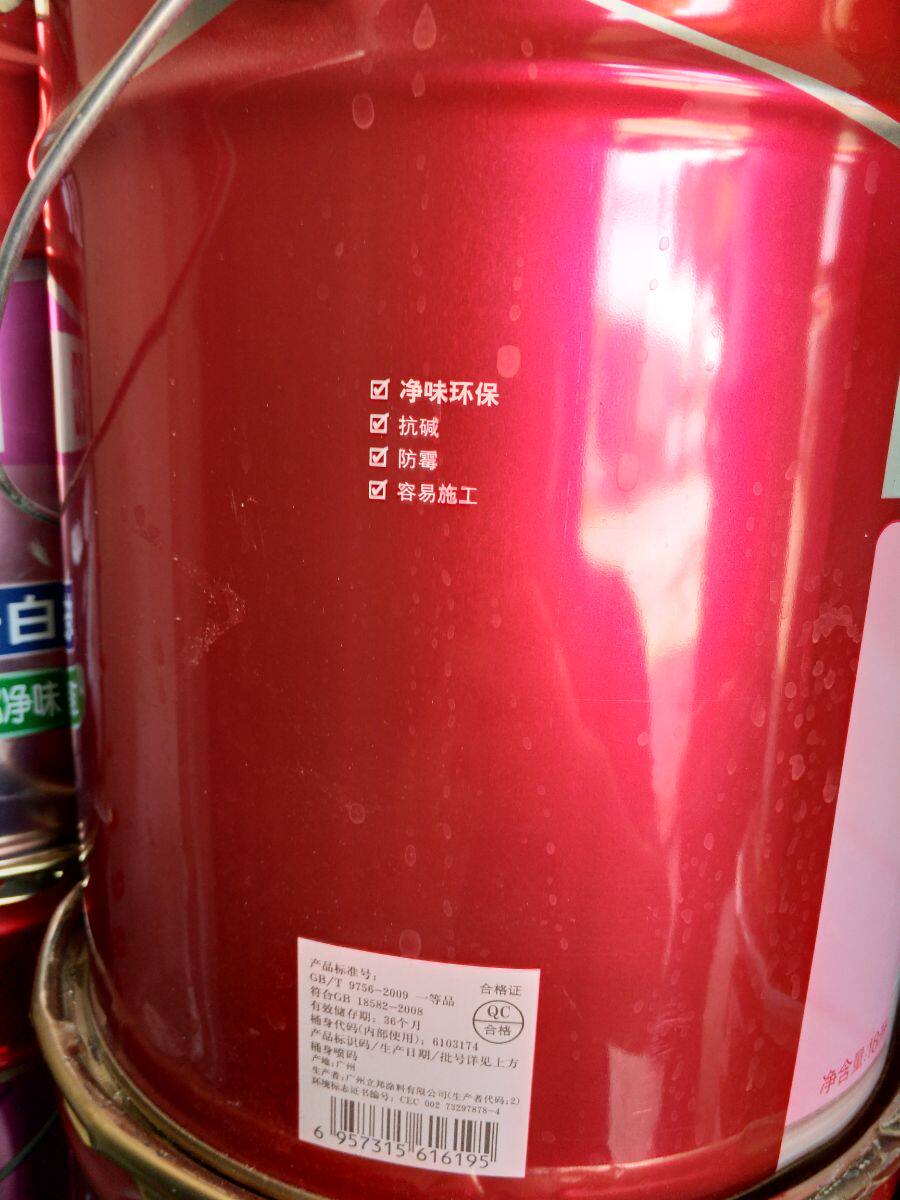 净味环保
抗碱
防霉
容易施工
白
净味
产品标准号:
GB/T 9756-2009 一等品
符合GB 18582-2008
有效储存期: 36个月
桶身代码(内部使用): 6103174
产品标识码/生产日期/批号详见上方
桶身喷码
产地:广州
生产者:广州立邦涂料有限公司(生产者代码:2)
环境标志证书编号: CEC 002 73297878-4
合格证
QC
合格
6 957315 616195
净含量:18